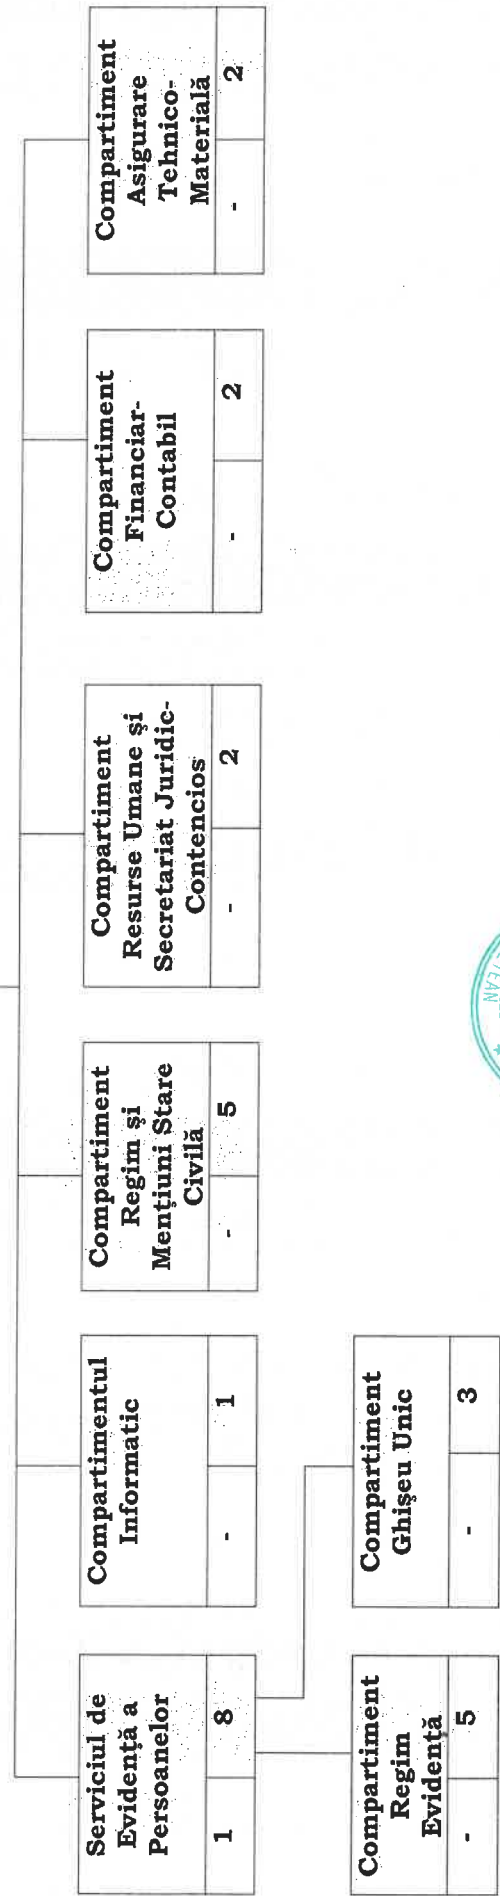 Serviciul de
Evidență a
Persoanelor
1 8
Compartimentul
Informatic
- 1
Compartiment
Regim și
Mențiuni Stare
Civilă
- 5
Compartiment
Resurse Umane și
Secretariat Juridic-
Contencios
- 2
Compartiment
Financiar-
Contabil
- 2
Compartiment
Asigurare
Tehnico-
Materială
- 2
Compartiment
Regim
Evidență
- 5
Compartiment
Ghișeu Unic
- 3